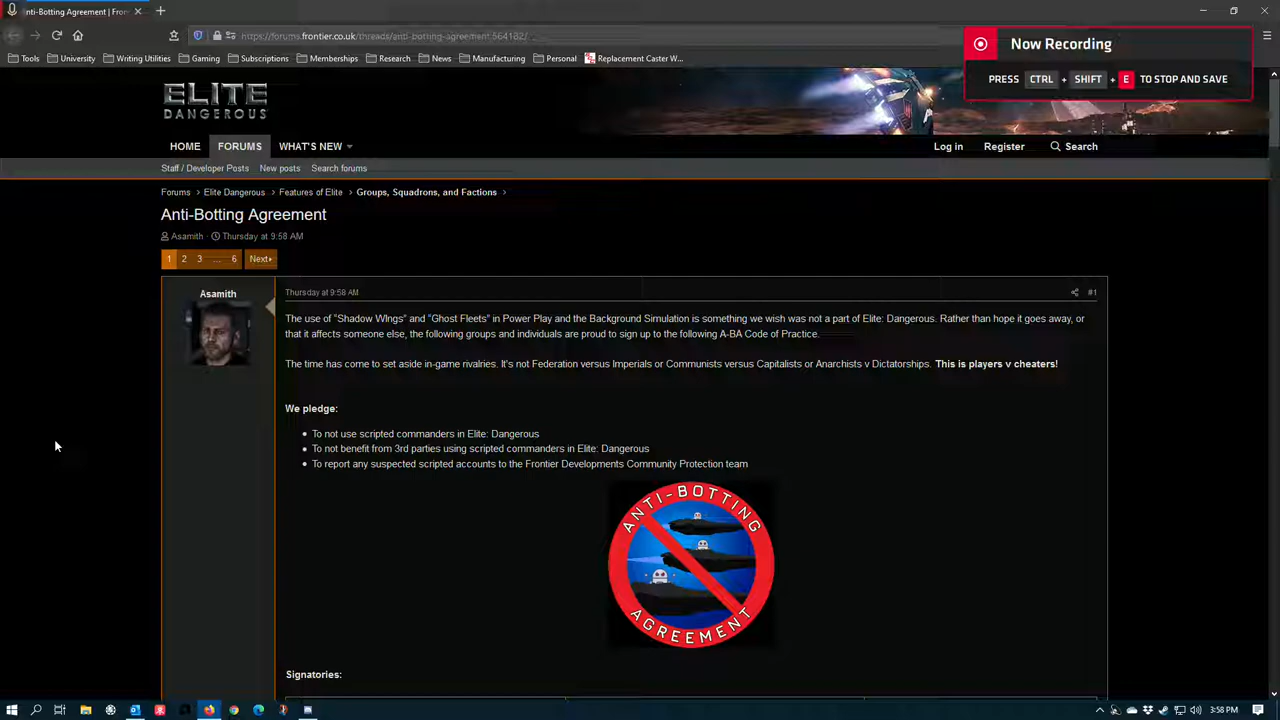 Anti-Botting Agreement | Fron
https://forums.frontier.co.uk/threads/anti-botting-agreement.564182/
Tools University Writing Utilities Gaming Subscriptions Memberships Research News Manufacturing Personal Replacement Caster W...
Now Recording
PRESS CTRL + SHIFT + E TO STOP AND SAVE
ELITE
DANGEROUS
HOME FORUMS WHAT'S NEW Log in Register Search
Staff / Developer Posts New posts Search forums
Forums > Elite Dangerous > Features of Elite > Groups, Squadrons, and Factions >
Anti-Botting Agreement
Asamith · Thursday at 9:58 AM
1 2 3 ... 6 Next
Asamith
Thursday at 9:58 AM #1
The use of "Shadow WIngs" and "Ghost Fleets" in Power Play and the Background Simulation is something we wish was not a part of Elite: Dangerous. Rather than hope it goes away, or
that it affects someone else, the following groups and individuals are proud to sign up to the following A-BA Code of Practice.
The time has come to set aside in-game rivalries. It's not Federation versus Imperials or Communists versus Capitalists or Anarchists v Dictatorships. This is players v cheaters!
We pledge:
To not use scripted commanders in Elite: Dangerous
To not benefit from 3rd parties using scripted commanders in Elite: Dangerous
To report any suspected scripted accounts to the Frontier Developments Community Protection team
ANTI-BOTTING
AGREEMENT
Signatories:
3:58 PM